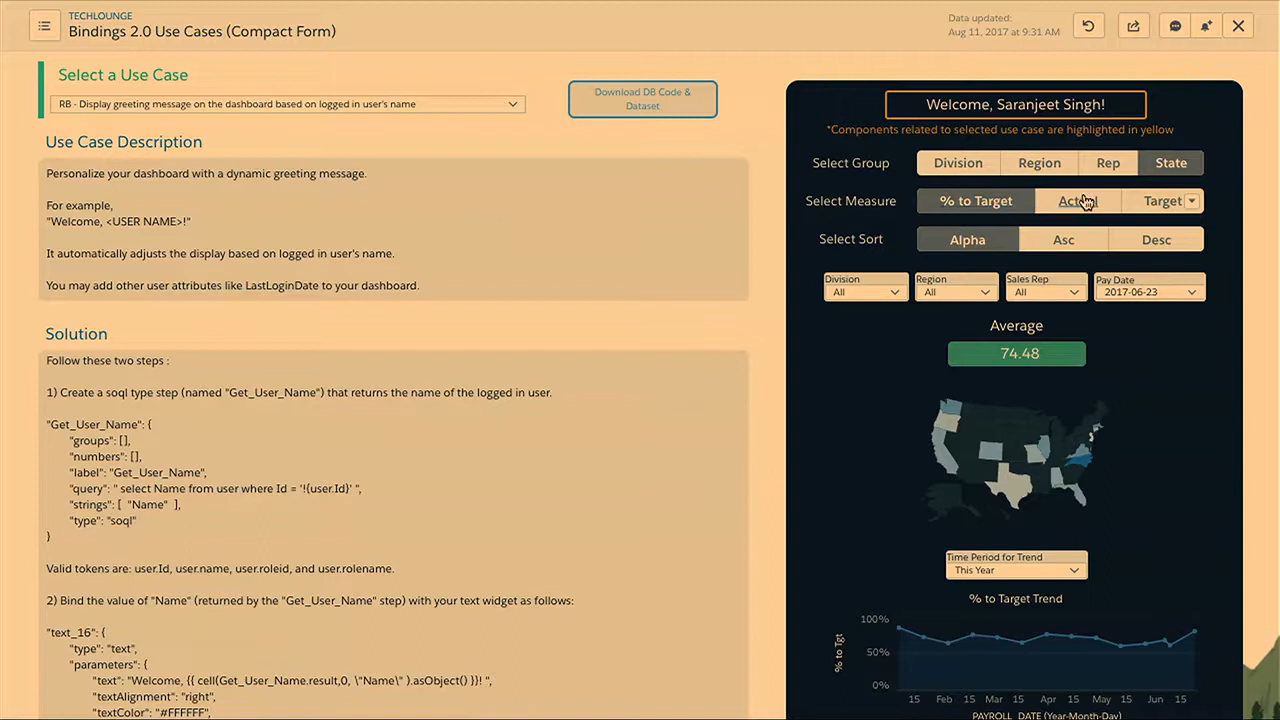 TECHLOUNGE
Bindings 2.0 Use Cases (Compact Form)
Data updated:
Aug 11, 2017 at 9:31 AM
Select a Use Case
RB - Display greeting message on the dashboard based on logged in user's name
Download DB Code &
Dataset
Use Case Description
Personalize your dashboard with a dynamic greeting message.
For example,
"Welcome, <USER NAME>!"
It automatically adjusts the display based on logged in user's name.
You may add other user attributes like LastLoginDate to your dashboard.
Solution
Follow these two steps :
1) Create a soql type step (named "Get_User_Name") that returns the name of the logged in user.
"Get_User_Name": {
"groups": [],
"numbers": [],
"label": "Get_User_Name",
"query": " select Name from user where Id = '!{user.Id}' ",
"strings": [ "Name" ],
"type": "soql"
}
Valid tokens are: user.Id, user.name, user.roleid, and user.rolename.
2) Bind the value of "Name" (returned by the "Get_User_Name" step) with your text widget as follows:
"text_16": {
"type": "text",
"parameters": {
"text": "Welcome, {{ cell(Get_User_Name.result,0, \"Name\" ).asObject() }}! ",
"textAlignment": "right",
"textColor": "#FFFFFF",
Welcome, Saranjeet Singh!
*Components related to selected use case are highlighted in yellow
Select Group Division Region Rep State
Select Measure % to Target Actual Target
Select Sort Alpha Asc Desc
Division Region Sales Rep Pay Date
All All All 2017-06-23
Average
74.48
Time Period for Trend
This Year
% to Target Trend
% to Tgt
100%
50%
0%
15 Feb 15 Mar 15 Apr 15 May 15 Jun 15
PAYROLL_DATE (Year-Month-Day)